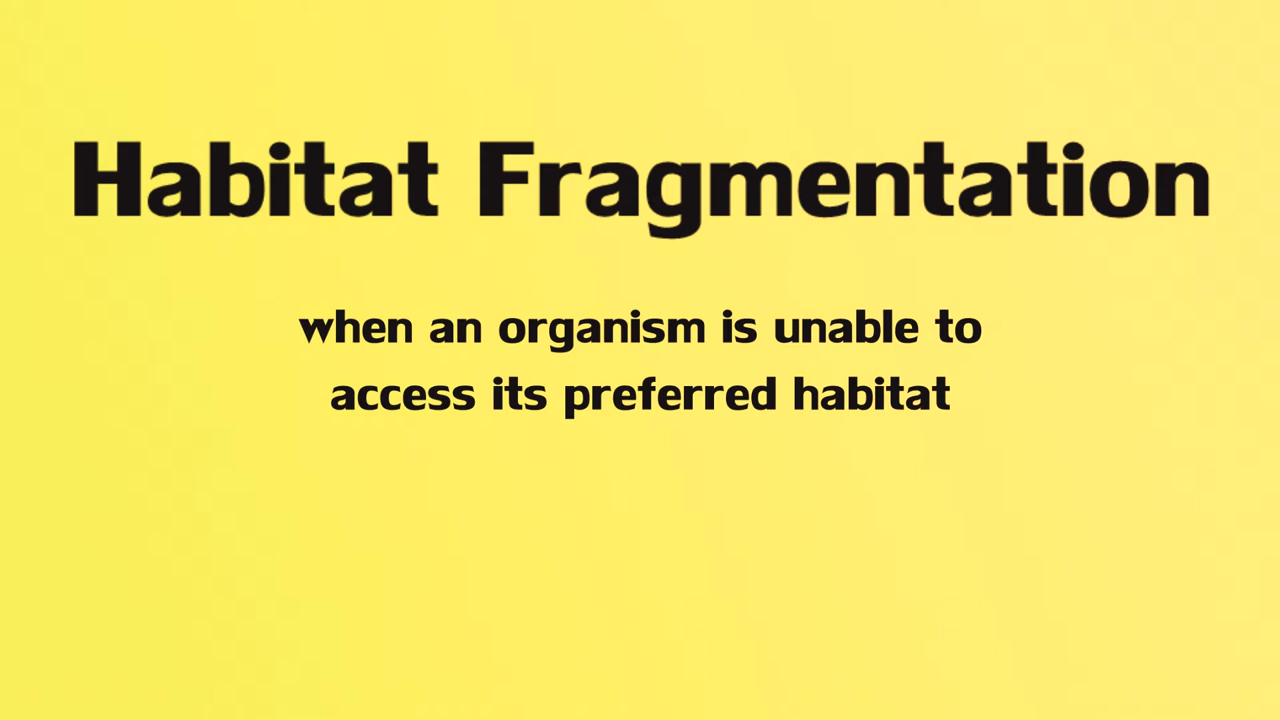 Habitat Fragmentation
when an organism is unable to
access its preferred habitat